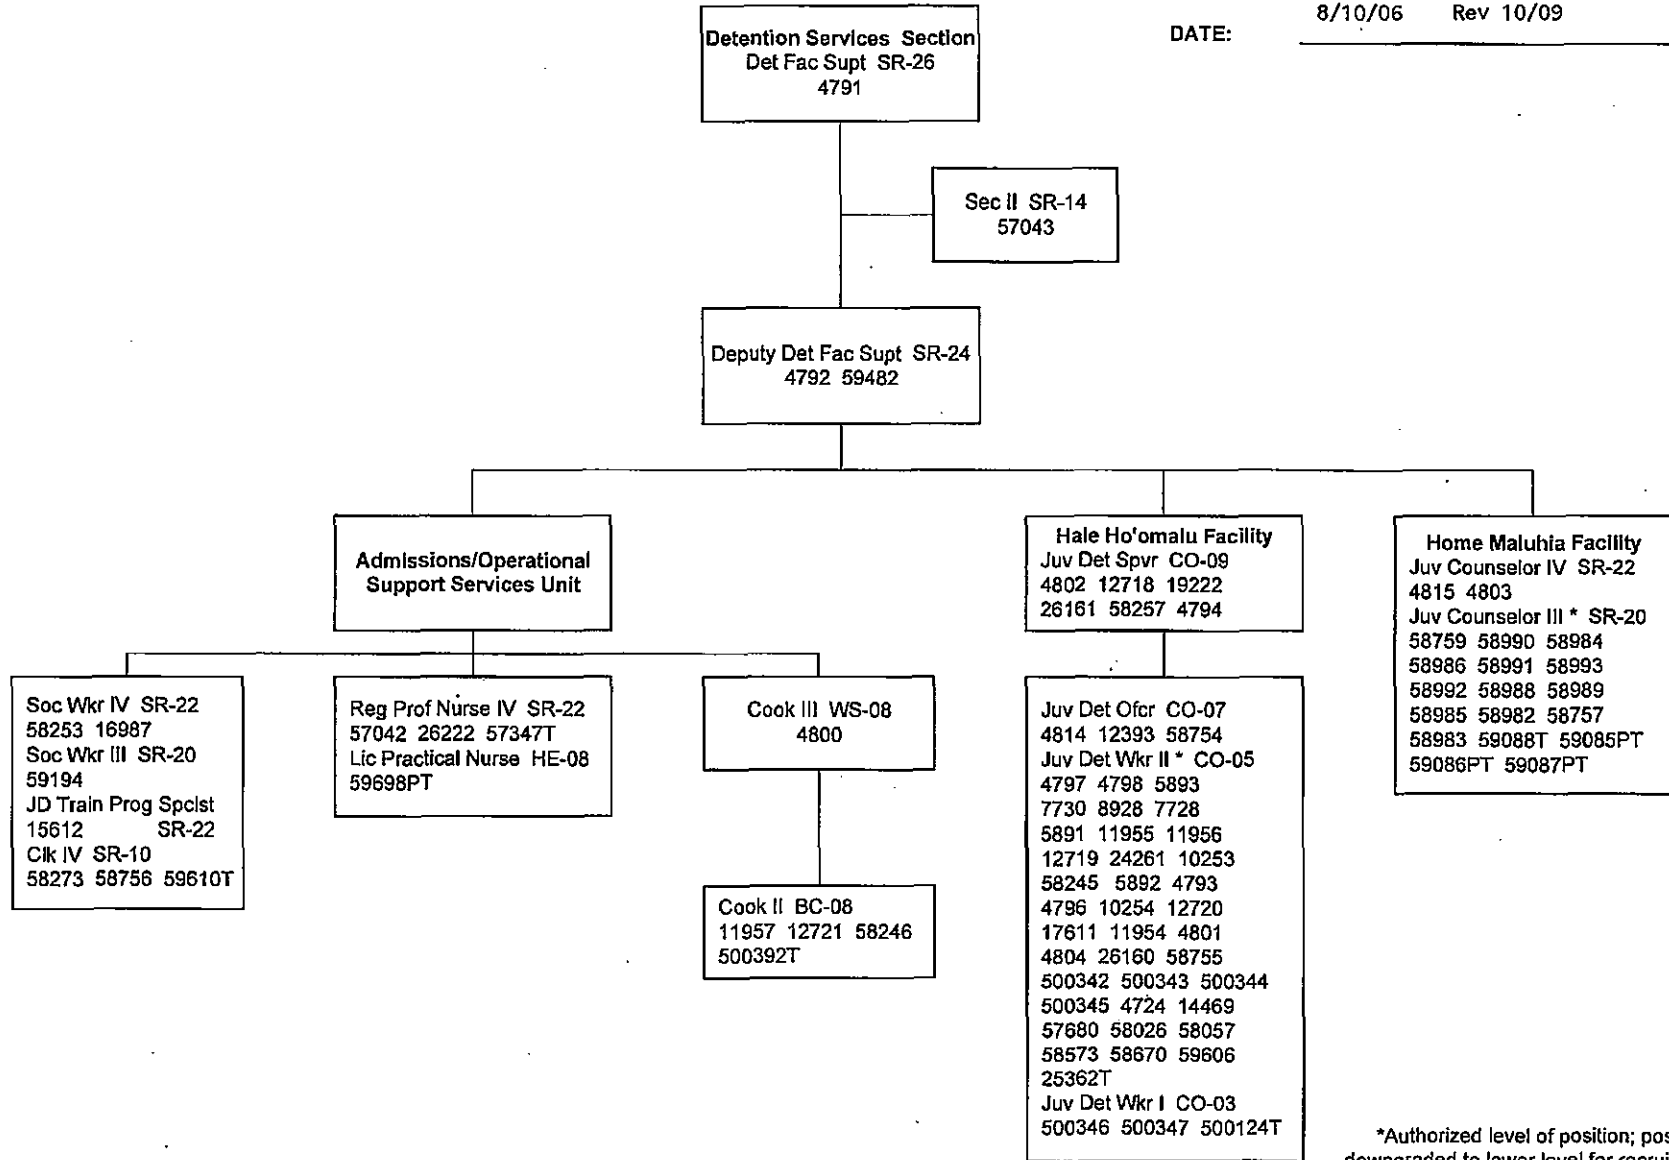 8/10/06 Rev 10/09
DATE:
Detention Services Section
Det Fac Supt SR-26
4791
Sec II SR-14
57043
Deputy Det Fac Supt SR-24
4792 59482
Admissions/Operational
Support Services Unit
Hale Ho'omalu Facility
Juv Det Spvr CO-09
4802 12718 19222
26161 58257 4794
Home Maluhia Facility
Juv Counselor IV SR-22
4815 4803
Juv Counselor III * SR-20
58759 58990 58984
58986 58991 58993
58992 58988 58989
58985 58982 58757
58983 59088T 59085PT
59086PT 59087PT
Soc Wkr IV SR-22
58253 16987
Soc Wkr III SR-20
59194
JD Train Prog Spclst
15612 SR-22
Clk IV SR-10
58273 58756 59610T
Reg Prof Nurse IV SR-22
57042 26222 57347T
Lic Practical Nurse HE-08
59698PT
Cook III WS-08
4800
Cook II BC-08
11957 12721 58246
500392T
Juv Det Ofcr CO-07
4814 12393 58754
Juv Det Wkr II * CO-05
4797 4798 5893
7730 8928 7728
5891 11955 11956
12719 24261 10253
58245 5892 4793
4796 10254 12720
17611 11954 4801
4804 26160 58755
500342 500343 500344
500345 4724 14469
57680 58026 58057
58573 58670 59606
25362T
Juv Det Wkr I CO-03
500346 500347 500124T
*Authorized level of position; pos
downgraded to lower level for recrui